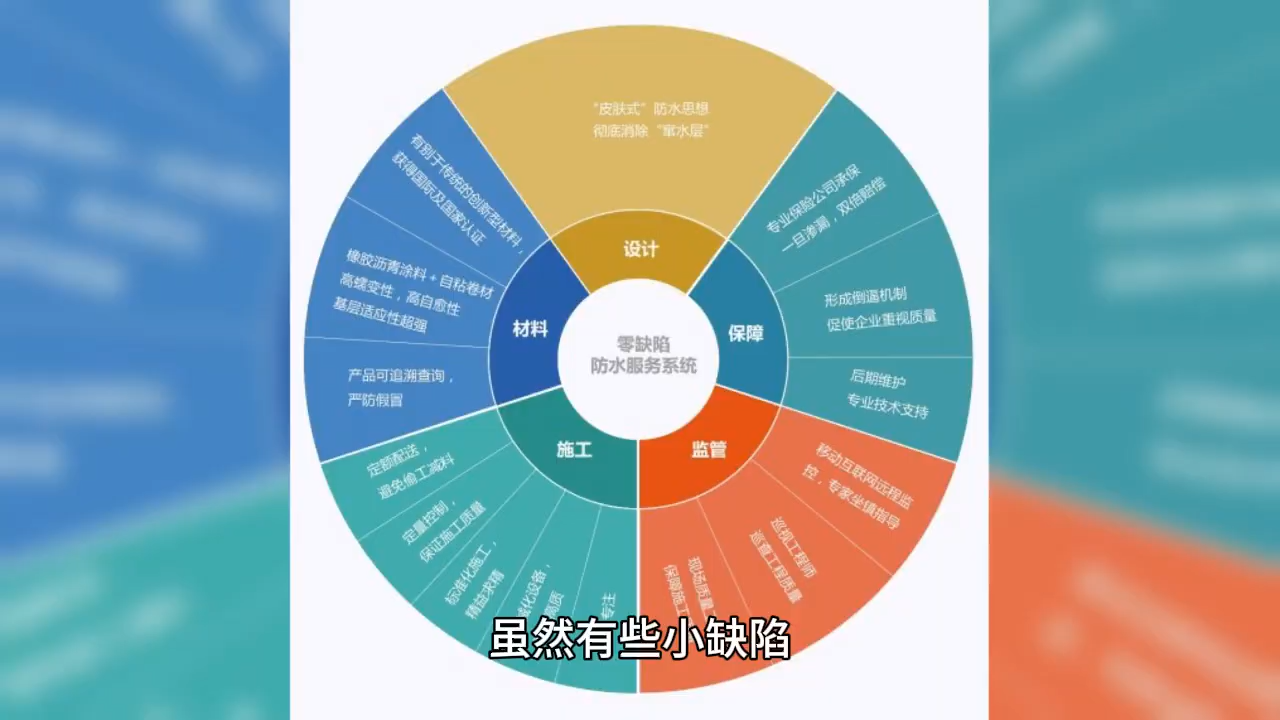 “皮肤式”防水思想
彻底消除“窜水层”
设计
专业保险公司承保
一旦渗漏，双倍赔偿
形成倒逼机制
促使企业重视质量
后期维护
专业技术支持
保障
移动互联网远程监
控，专家坐镇指导
巡视工程师
巡查工程质量
现场质量
保障施工
监管
专注
械化设备，
高质
标准化施工，
精益求精
定量控制，
保证施工质量
定额配送，
避免偷工减料
施工
产品可追溯查询，
严防假冒
橡胶沥青涂料+自粘卷材
高蠕变性，高自愈性
基层适应性超强
有别于传统的创新型材料，
获得国际及国家认证
材料
零缺陷
防水服务系统
虽然有些小缺陷